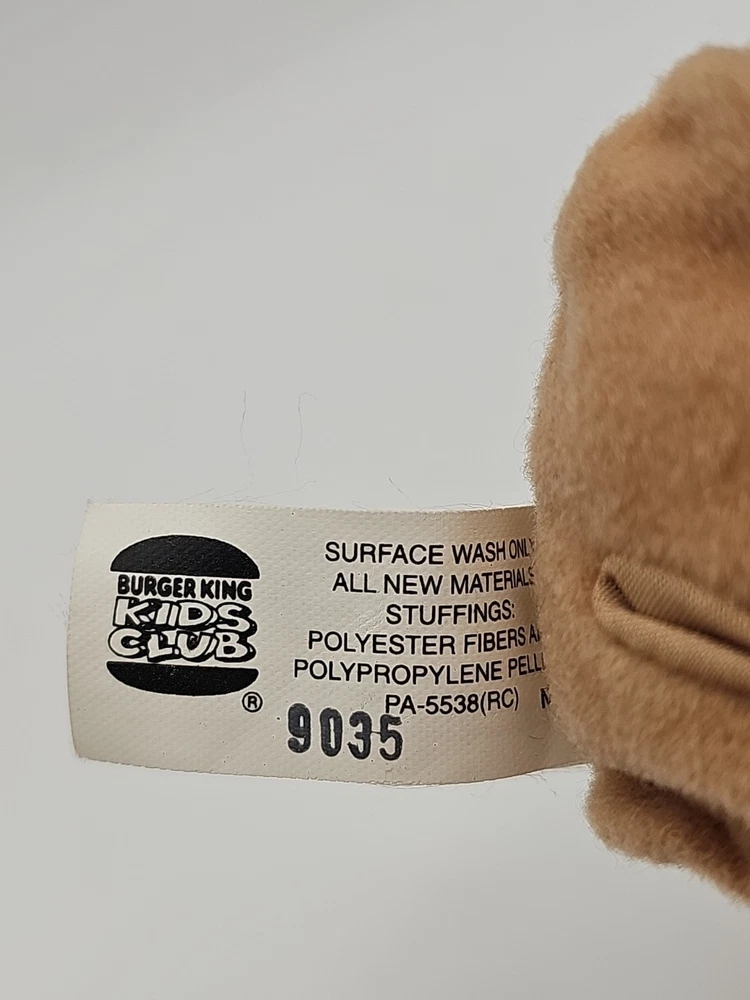 BURGER KING
KIDS
CLUB
®
SURFACE WASH ONLY
ALL NEW MATERIALS
STUFFINGS:
POLYESTER FIBERS
POLYPROPYLENE
PA-5538(RC)
9035